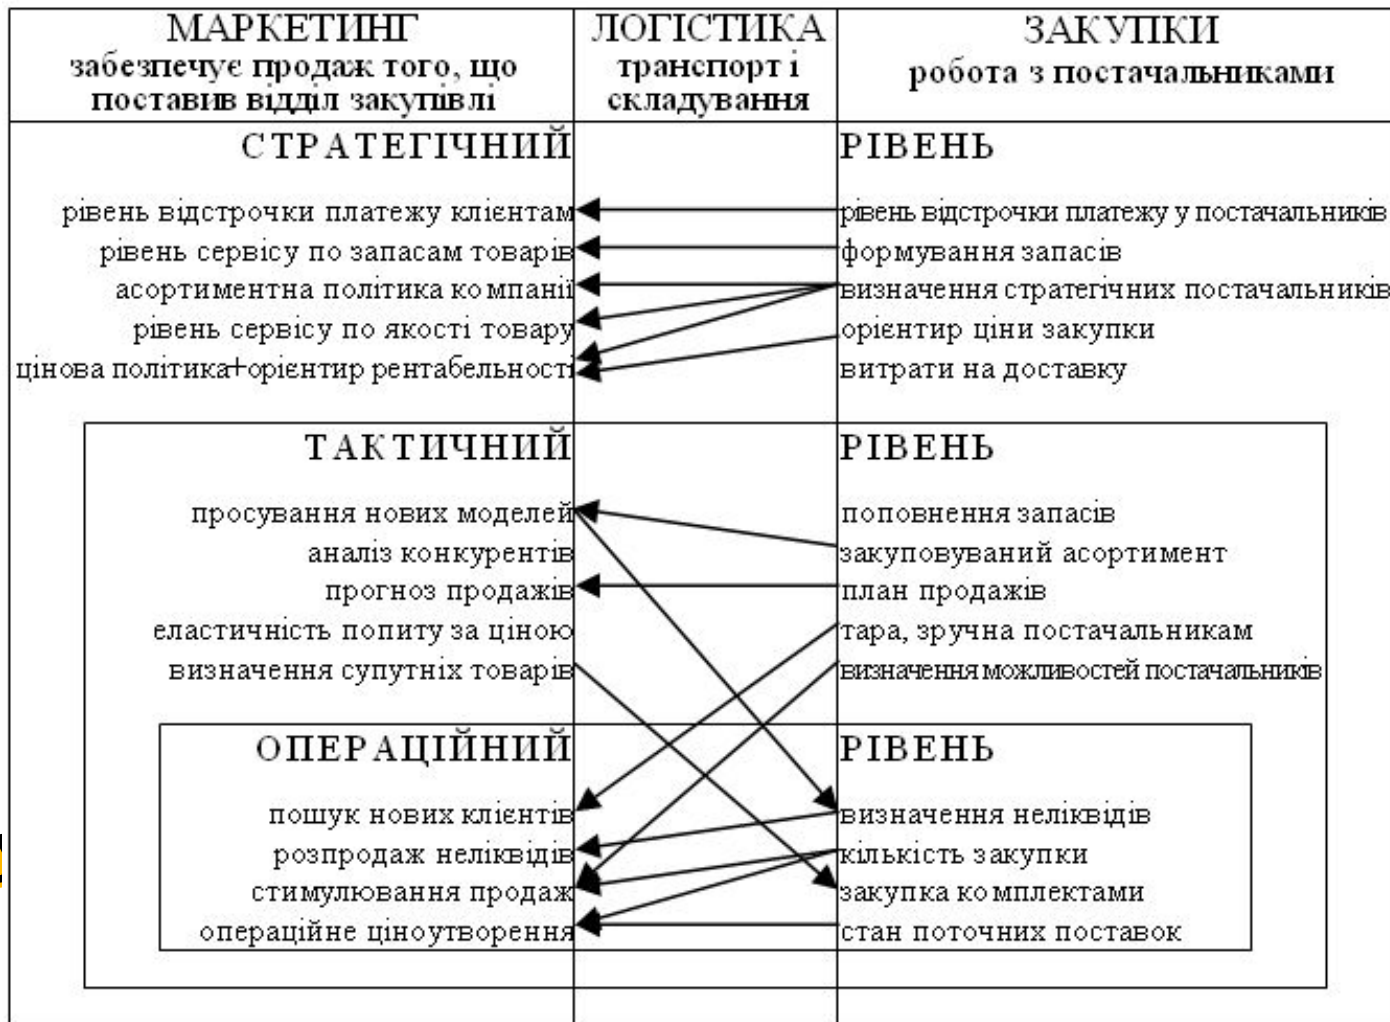 МАРКЕТИНГ
забезпечує продаж того, що
поставив відділ закупівлі
ЛОГІСТИКА
транспорт і
складування
ЗАКУПКИ
робота з постачальниками
СТРАТЕГІЧНИЙ РІВЕНЬ
рівень відстрочки платежу клієнтам рівень відстрочки платежу у постачальників
рівень сервісу по запасам товарів формування запасів
асортиментна політика компанії визначення стратегічних постачальників
рівень сервісу по якості товару орієнтир ціни закупки
цінова політика+орієнтир рентабельності витрати на доставку
ТАКТИЧНИЙ РІВЕНЬ
просування нових моделей поповнення запасів
аналіз конкурентів закуповуваний асортимент
прогноз продажів план продажів
еластичність попиту за ціною тара, зручна постачальникам
визначення супутніх товарів визначення можливостей постачальників
ОПЕРАЦІЙНИЙ РІВЕНЬ
пошук нових клієнтів визначення неліквідів
розпродаж неліквідів кількість закупки
стимулювання продаж закупка комплектами
операційне ціноутворення стан поточних поставок